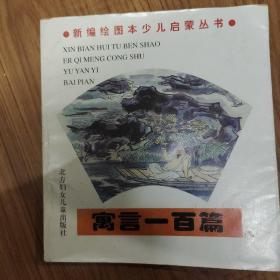 ●新编绘图本少儿启蒙丛书●
XIN BIAN HUI TU BEN SHAO
ER QI MENG CONG SHU
YU YAN YI
BAI PIAN
北方妇女儿童出版社
寓言一百篇